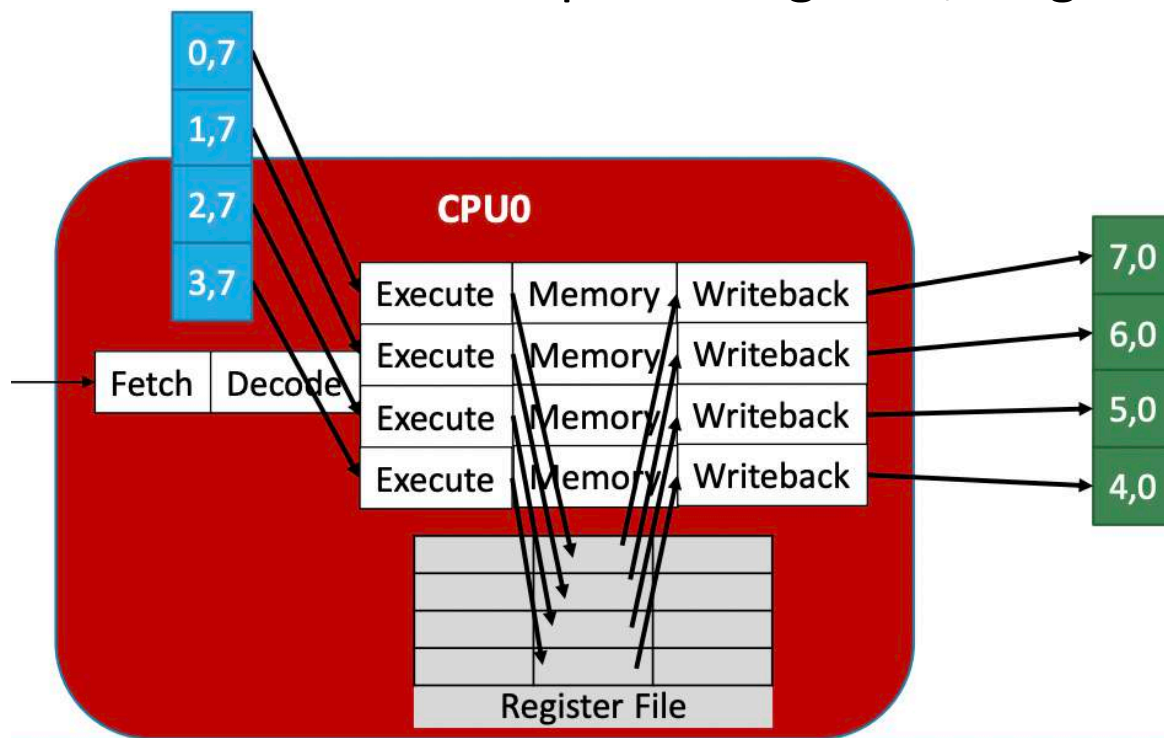 0,7
1,7
2,7
3,7
CPU0
7,0
6,0
5,0
4,0
Fetch Decode
Execute Memory Writeback
Execute Memory Writeback
Execute Memory Writeback
Execute Memory Writeback
Register File